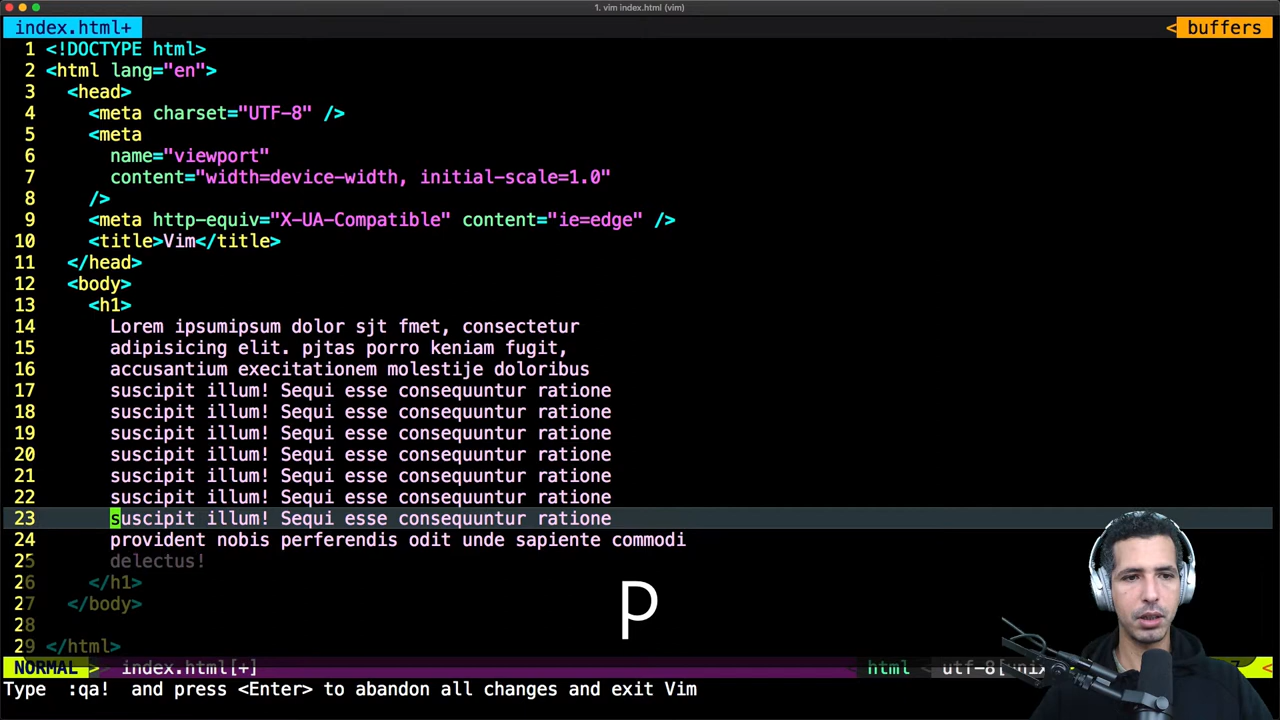 1. vim index.html (vim)
index.html+ < buffers
1 <!DOCTYPE html>
2 <html lang="en">
3 <head>
4 <meta charset="UTF-8" />
5 <meta
6 name="viewport"
7 content="width=device-width, initial-scale=1.0"
8 />
9 <meta http-equiv="X-UA-Compatible" content="ie=edge" />
10 <title>Vim</title>
11 </head>
12 <body>
13 <h1>
14 Lorem ipsumipsum dolor sjt fmet, consectetur
15 adipisicing elit. pjtas porro keniam fugit,
16 accusantium execitationem molestije doloribus
17 suscipit illum! Sequi esse consequuntur ratione
18 suscipit illum! Sequi esse consequuntur ratione
19 suscipit illum! Sequi esse consequuntur ratione
20 suscipit illum! Sequi esse consequuntur ratione
21 suscipit illum! Sequi esse consequuntur ratione
22 suscipit illum! Sequi esse consequuntur ratione
23 suscipit illum! Sequi esse consequuntur ratione
24 provident nobis perferendis odit unde sapiente commodi
25 delectus!
26 </h1>
27 </body>
28
29 </html>
p
NORMAL > index.html[+] < html < utf-8[unix
Type :qa! and press <Enter> to abandon all changes and exit Vim